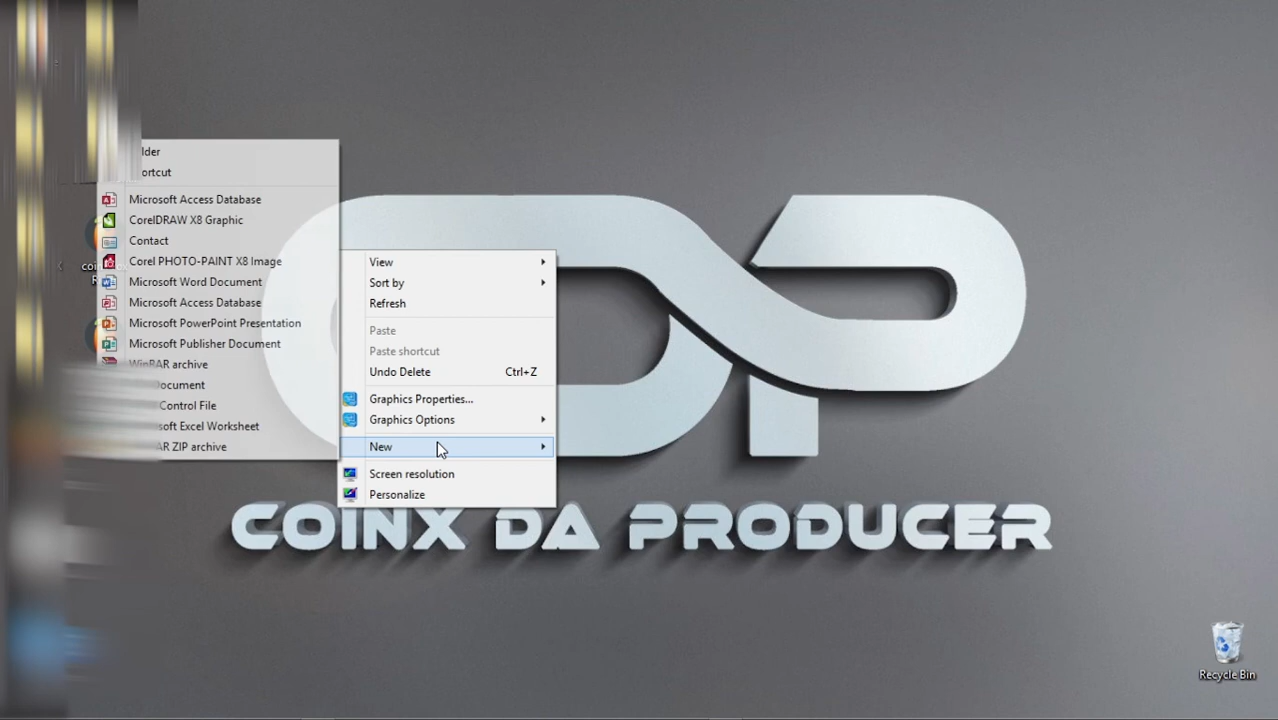 lder
ortcut
Microsoft Access Database
CorelDRAW X8 Graphic
Contact
Corel PHOTO-PAINT X8 Image
Microsoft Word Document
Microsoft Access Database
Microsoft PowerPoint Presentation
Microsoft Publisher Document
WinRAR archive
Document
Control File
soft Excel Worksheet
AR ZIP archive
View
Sort by
Refresh
Paste
Paste shortcut
Undo Delete Ctrl+Z
Graphics Properties...
Graphics Options
New
Screen resolution
Personalize
COINX DA PRODUCER
Recycle Bin